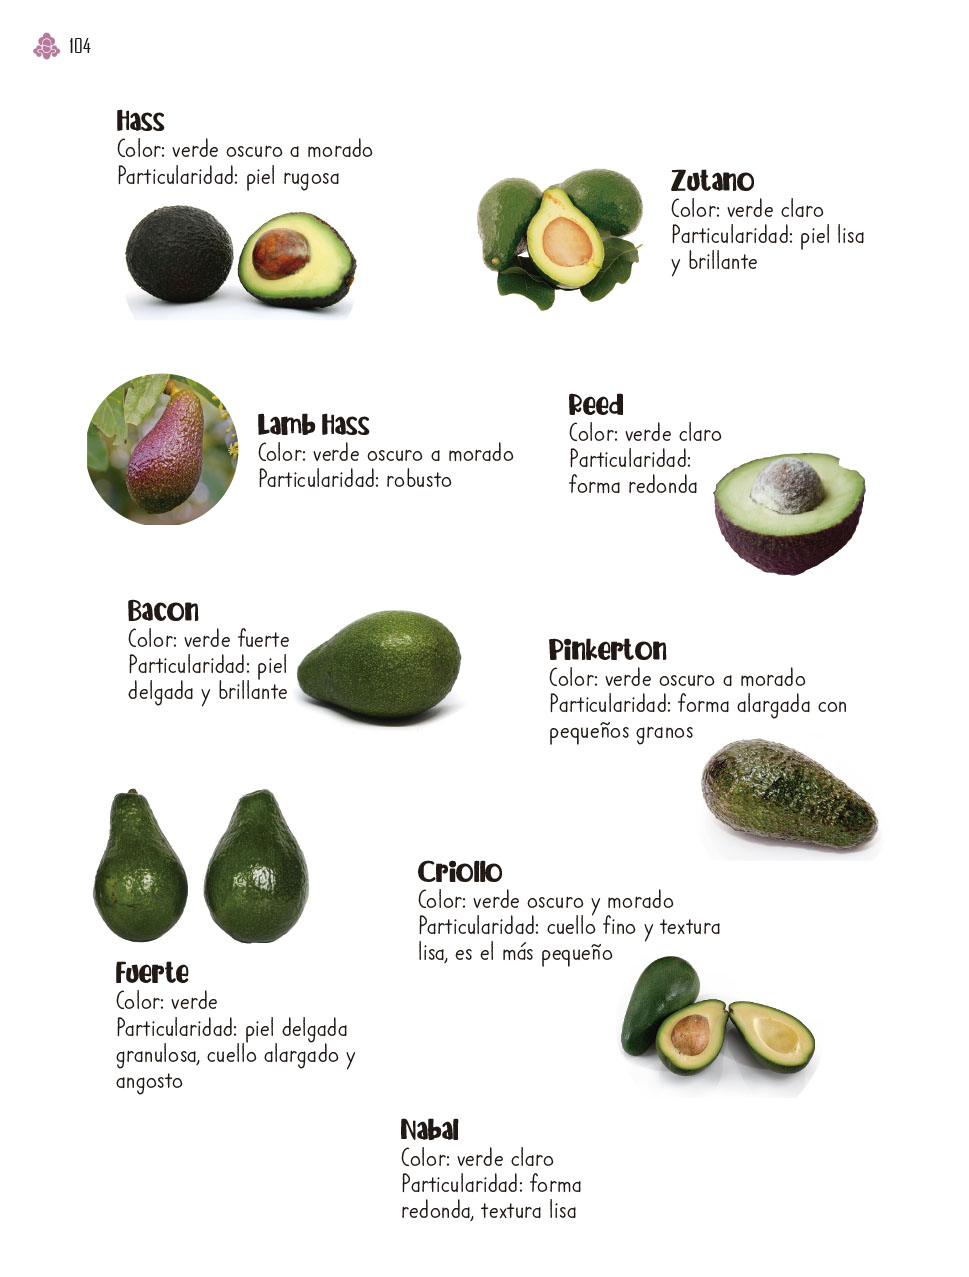 104
Hass
Color: verde oscuro a morado
Particularidad: piel rugosa
Zutano
Color: verde claro
Particularidad: piel lisa
y brillante
Lamb Hass
Color: verde oscuro a morado
Particularidad: robusto
Reed
Color: verde claro
Particularidad:
forma redonda
Bacon
Color: verde fuerte
Particularidad: piel
delgada y brillante
Pinkerton
Color: verde oscuro a morado
Particularidad: forma alargada con
pequeños granos
Criollo
Color: verde oscuro y morado
Particularidad: cuello fino y textura
lisa, es el más pequeño
Fuerte
Color: verde
Particularidad: piel delgada
granulosa, cuello alargado y
angosto
Nabal
Color: verde claro
Particularidad: forma
redonda, textura lisa